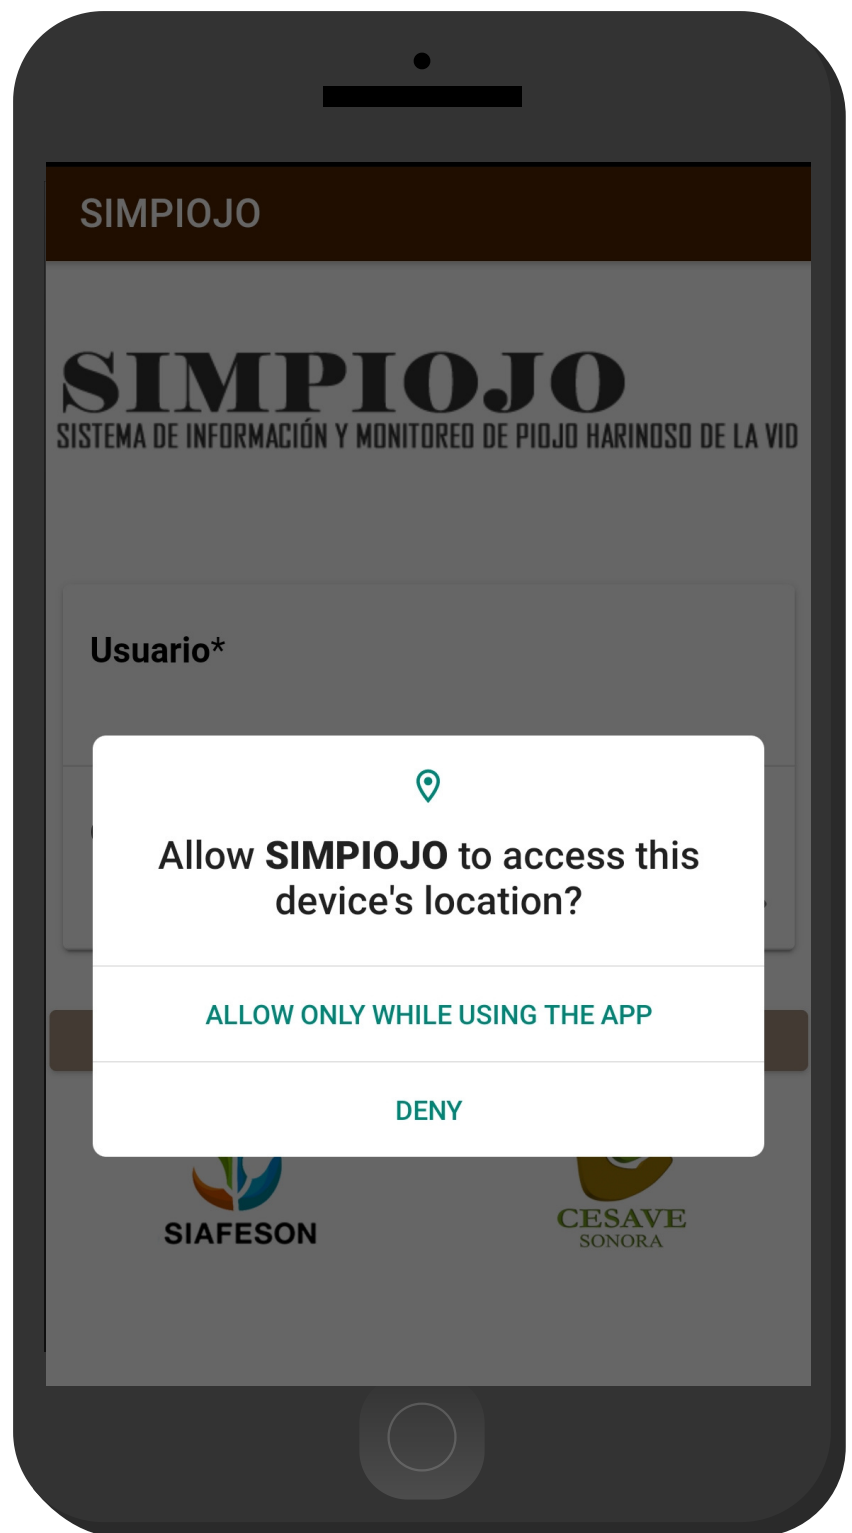 SIMPIOJO
SIMPIOJO
SISTEMA DE INFORMACIÓN Y MONITOREO DE PIOJO HARINOSO DE LA VID
Usuario*
Allow SIMPIOJO to access this
device's location?
ALLOW ONLY WHILE USING THE APP
DENY
SIAFESON
CESAVE
SONORA